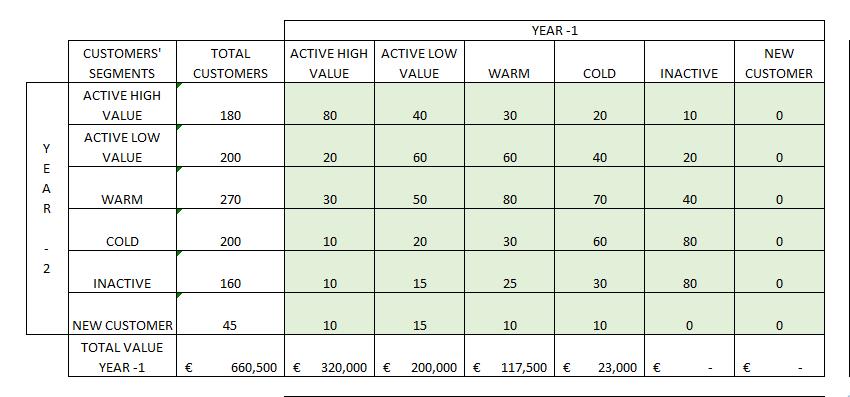 YEAR -1
CUSTOMERS' TOTAL ACTIVE HIGH ACTIVE LOW NEW
SEGMENTS CUSTOMERS VALUE VALUE WARM COLD INACTIVE CUSTOMER
ACTIVE HIGH
VALUE 180 80 40 30 20 10 0
ACTIVE LOW
VALUE 200 20 60 60 40 20 0
WARM 270 30 50 80 70 40 0
COLD 200 10 20 30 60 80 0
INACTIVE 160 10 15 25 30 80 0
NEW CUSTOMER 45 10 15 10 10 0 0
TOTAL VALUE
YEAR -1 € 660,500 € 320,000 € 200,000 € 117,500 € 23,000 € - € -
Y
E
A
R
-
2